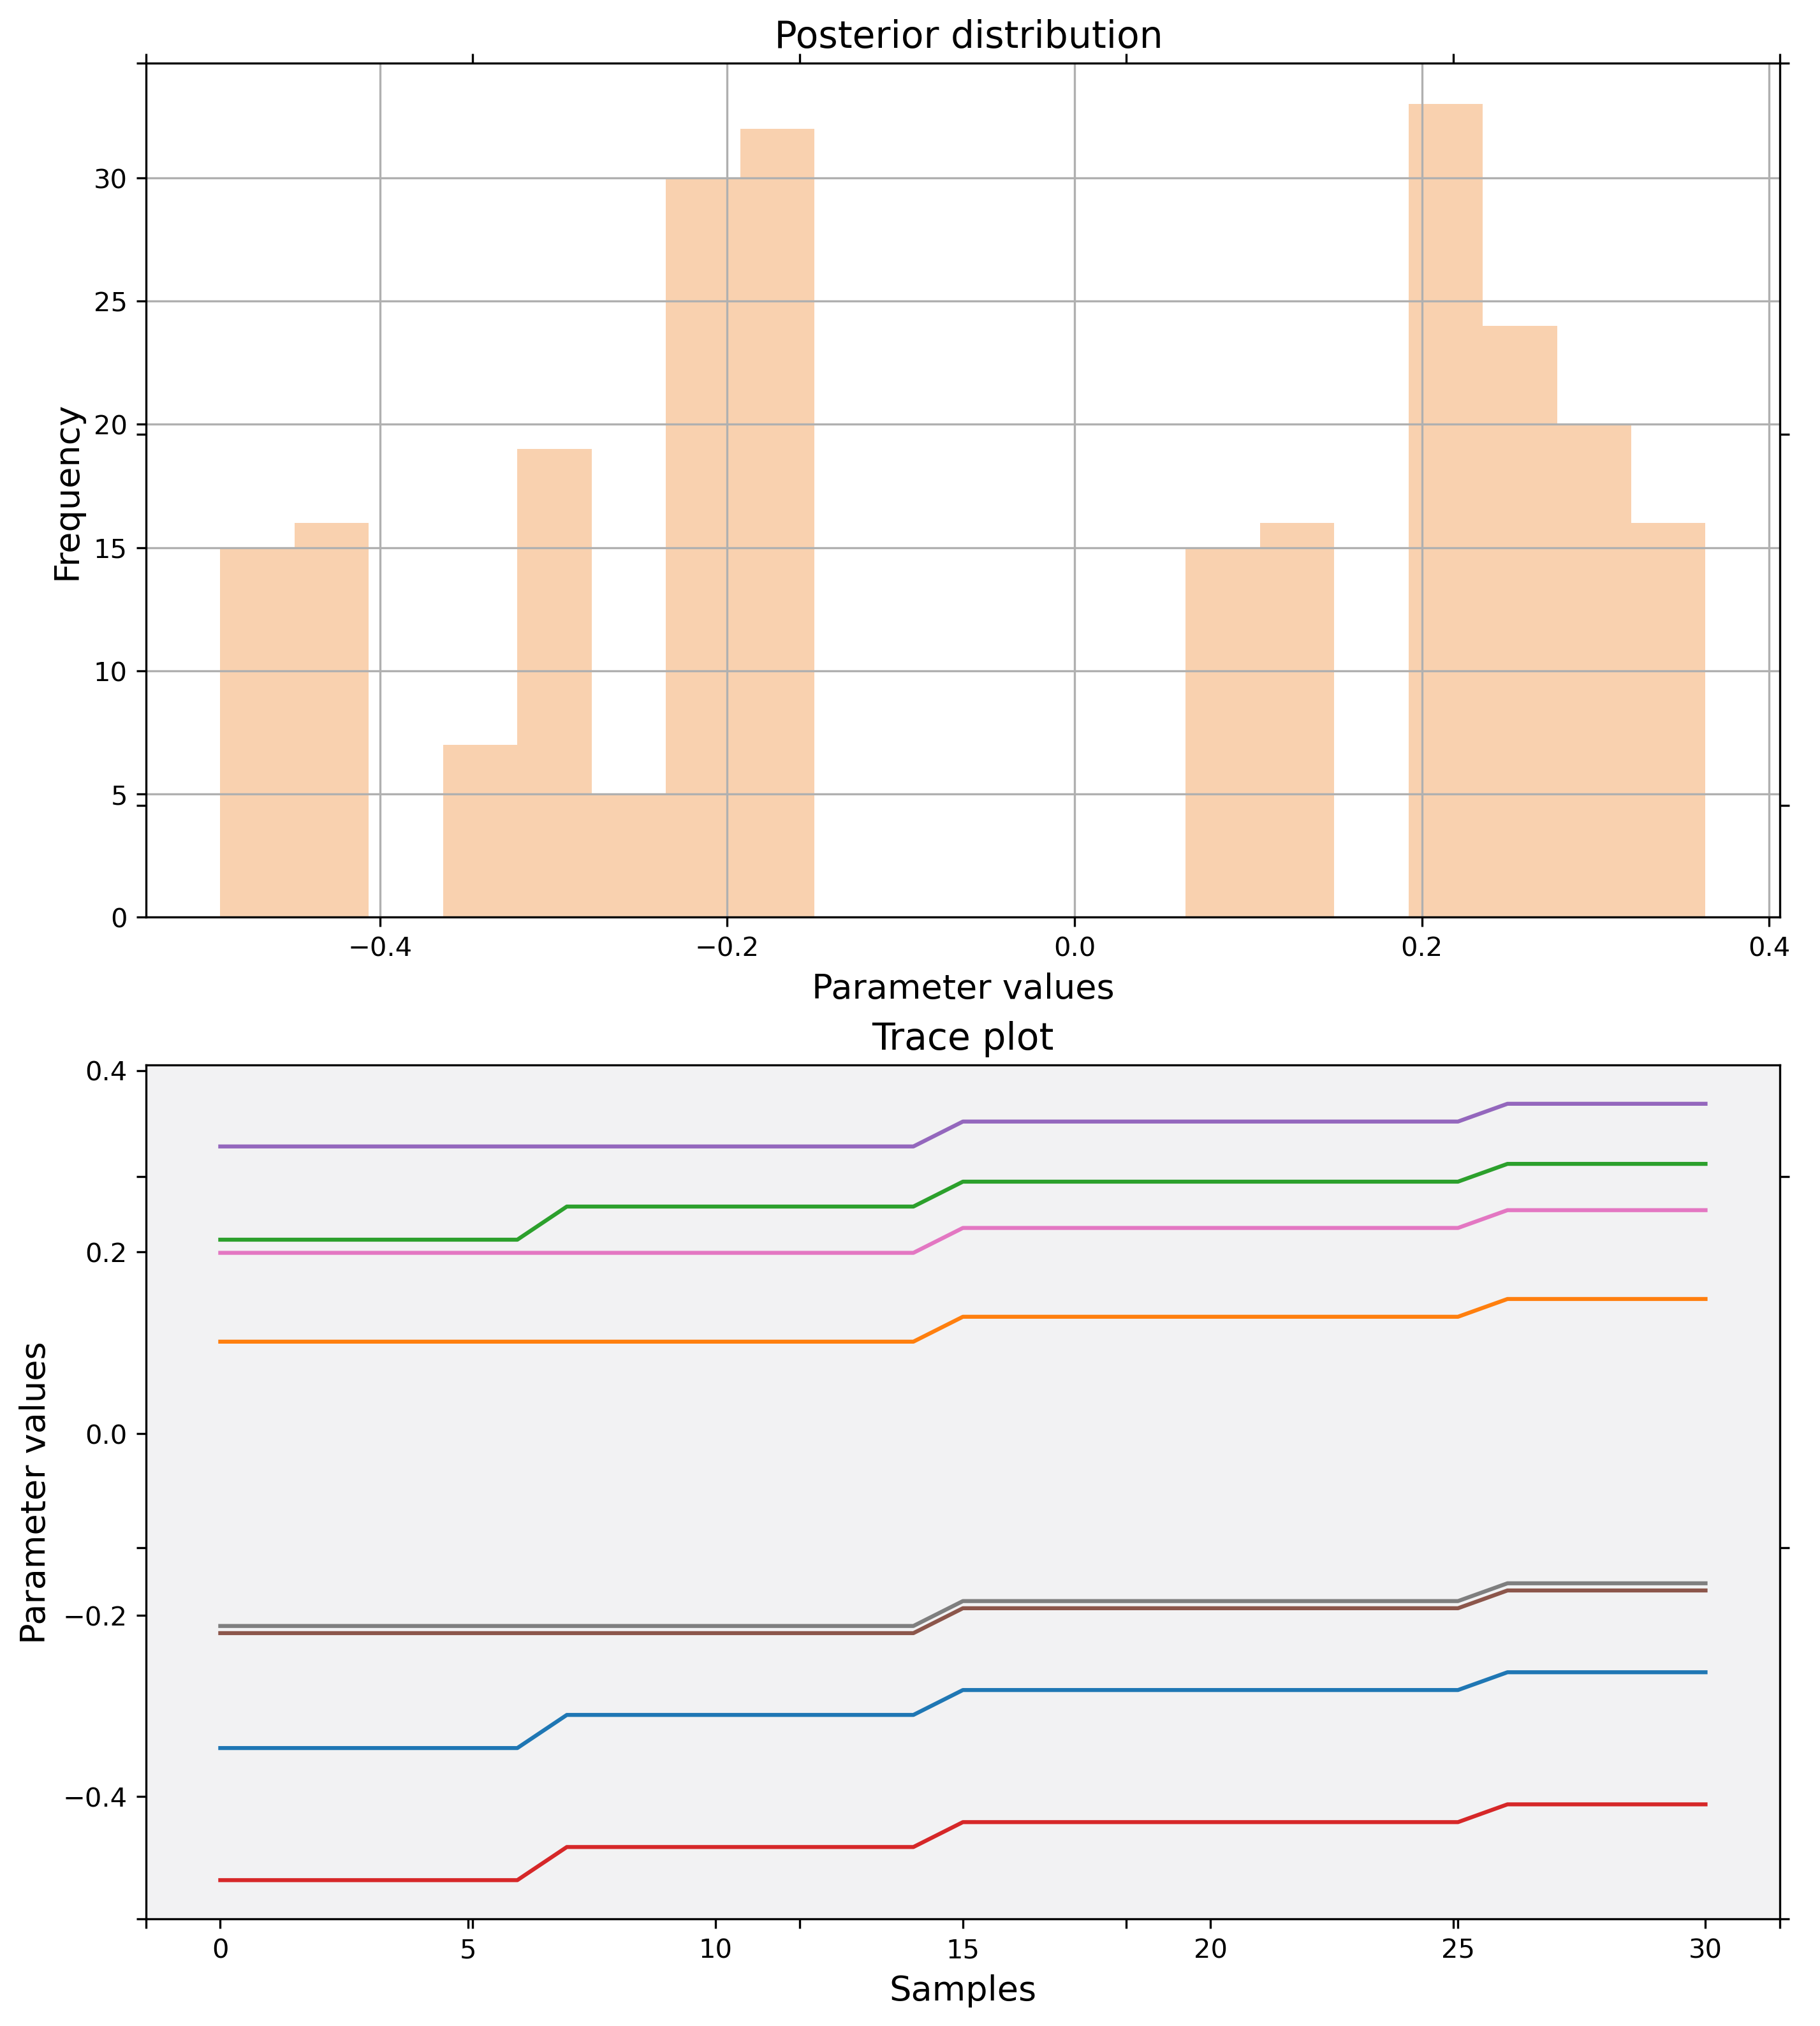 Posterior distribution
30
25
20
15
10
5
0
Frequency
−0.4 −0.2 0.0 0.2 0.4
Parameter values
Trace plot
0.4
0.2
0.0
−0.2
−0.4
Parameter values
0 5 10 15 20 25 30
Samples